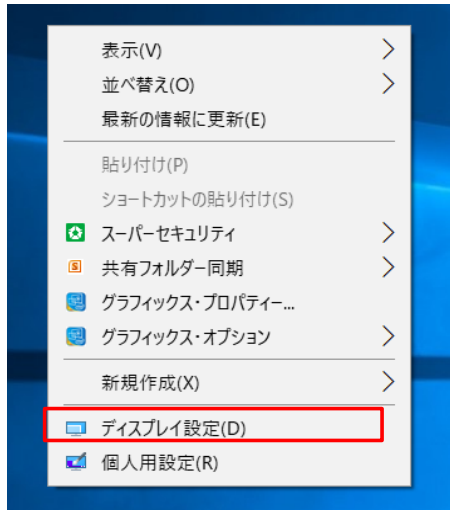 表示(V)
並べ替え(O)
最新の情報に更新(E)
貼り付け(P)
ショートカットの貼り付け(S)
スーパーセキュリティ
共有フォルダー同期
グラフィックス・プロパティー...
グラフィックス・オプション
新規作成(X)
ディスプレイ設定(D)
個人用設定(R)